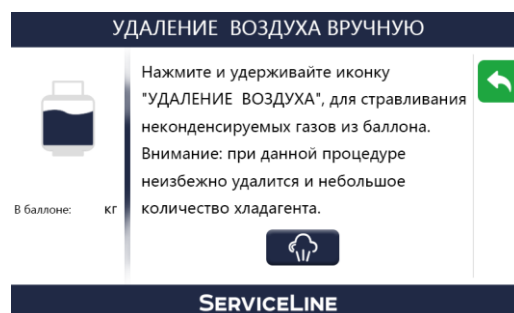 УДАЛЕНИЕ ВОЗДУХА ВРУЧНУЮ
Нажмите и удерживайте иконку
"УДАЛЕНИЕ ВОЗДУХА", для стравливания
неконденсируемых газов из баллона.
Внимание: при данной процедуре
неизбежно удалится и небольшое
количество хладагента.
В баллоне: кг
SERVICELINE